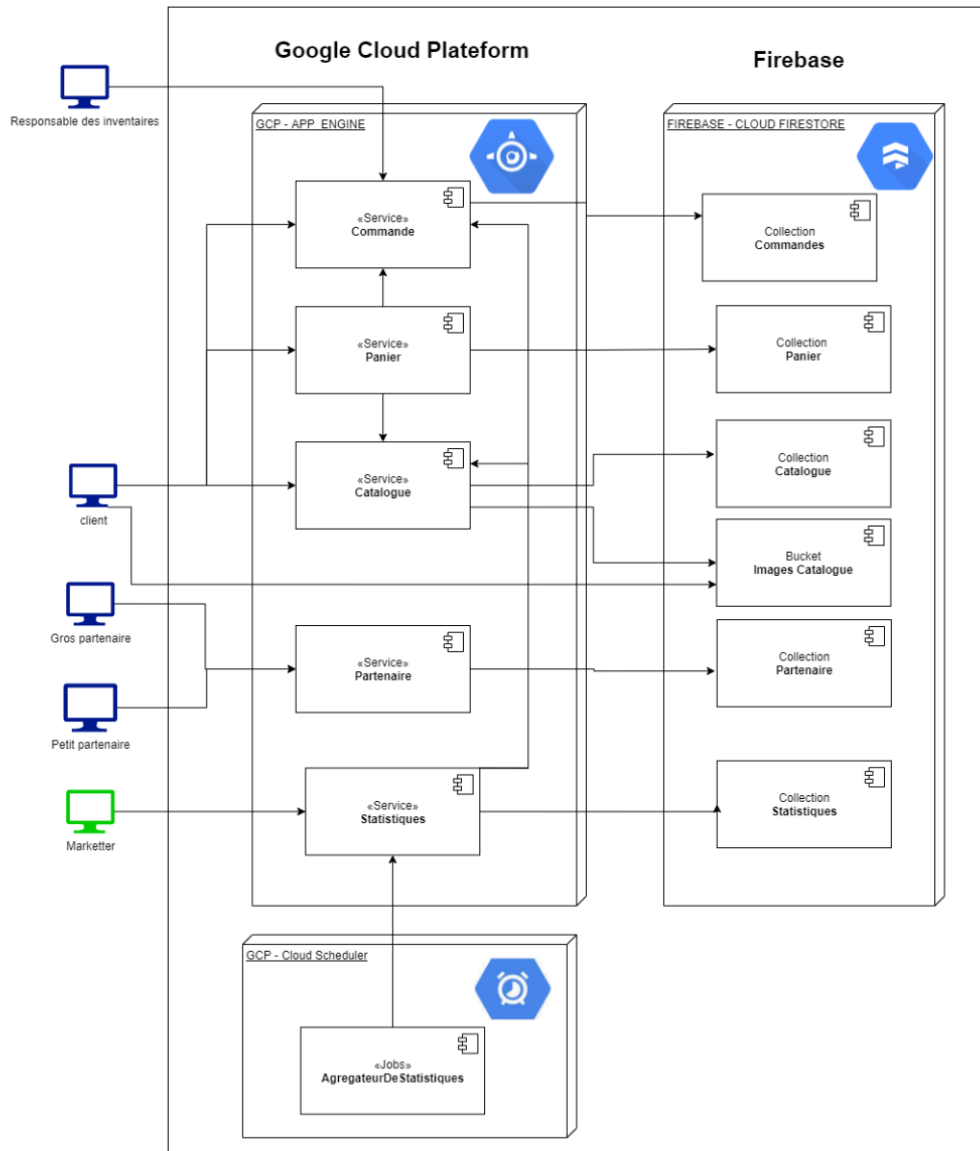 Google Cloud Plateform
Firebase
Responsable des inventaires
GCP - APP ENGINE
FIREBASE - CLOUD FIRESTORE
«Service»
Commande
Collection
Commandes
«Service»
Panier
Collection
Panier
«Service»
Catalogue
Collection
Catalogue
client
Bucket
Images Catalogue
Gros partenaire
«Service»
Partenaire
Collection
Partenaire
Petit partenaire
«Service»
Statistiques
Collection
Statistiques
Marketter
GCP - Cloud Scheduler
«Jobs»
AgregateurDeStatistiques